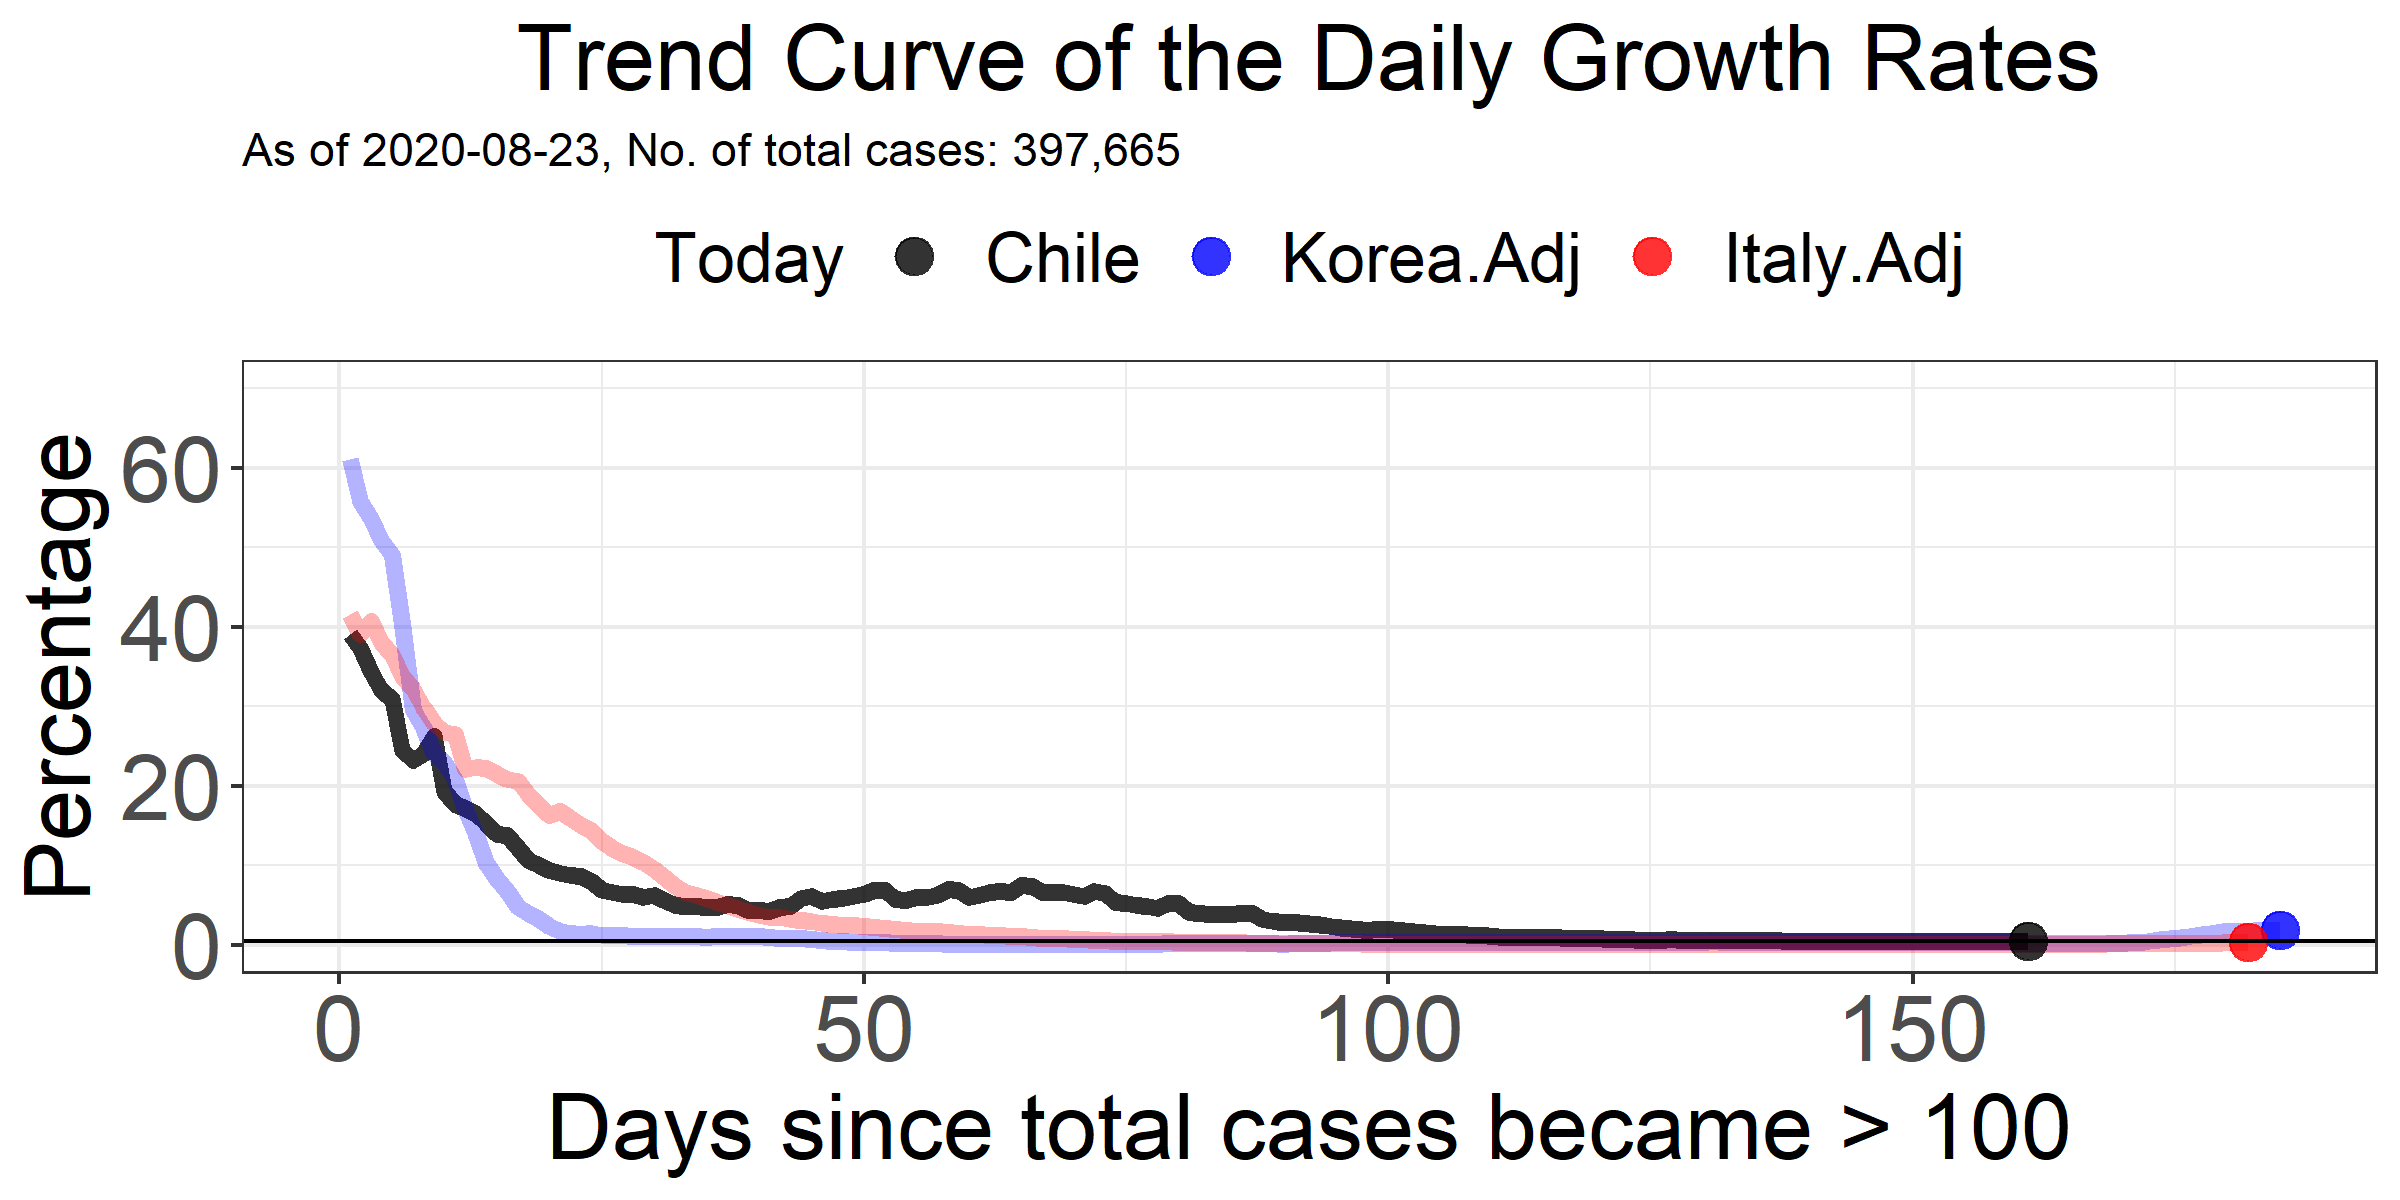 Trend Curve of the Daily Growth Rates
As of 2020-08-23, No. of total cases: 397,665
Today Chile Korea.Adj Italy.Adj
Percentage
60
40
20
0
0 50 100 150
Days since total cases became > 100